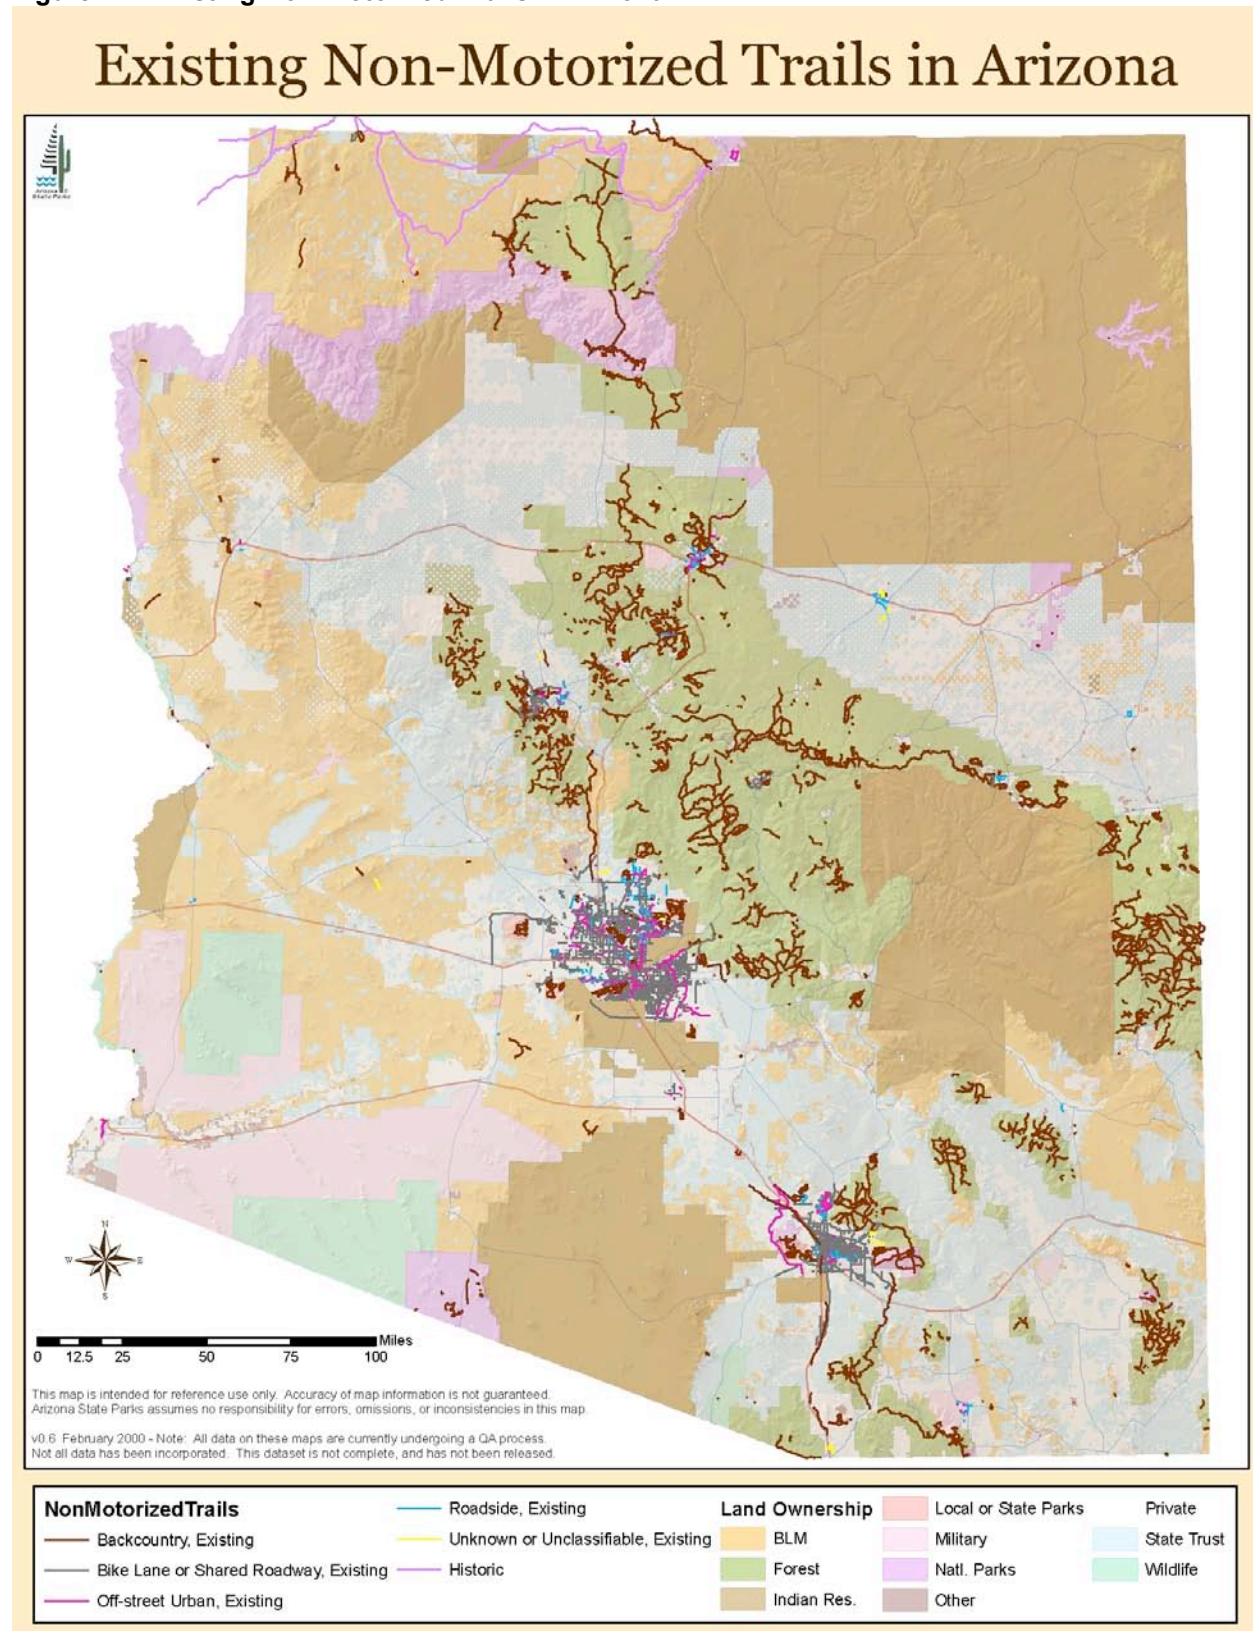 Existing Non-Motorized Trails in Arizona
Arizona
State Parks
N
W
E
S
Miles
0 12.5 25 50 75 100
This map is intended for reference use only. Accuracy of map information is not guaranteed.
Arizona State Parks assumes no responsibility for errors, omissions, or inconsistencies in this map.
v0.6 February 2000 - Note: All data on these maps are currently undergoing a QA process.
Not all data has been incorporated. This dataset is not complete, and has not been released.
NonMotorizedTrails
Backcountry, Existing
Bike Lane or Shared Roadway, Existing
Off-street Urban, Existing
Roadside, Existing
Unknown or Unclassifiable, Existing
Historic
Land Ownership
BLM
Forest
Indian Res.
Local or State Parks
Military
Natl. Parks
Other
Private
State Trust
Wildlife